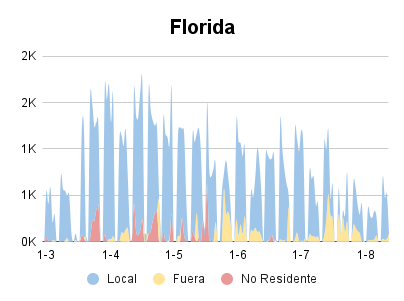 Florida
2K
2K
1K
1K
0K
1-3 1-4 1-5 1-6 1-7 1-8
Local Fuera No Residente